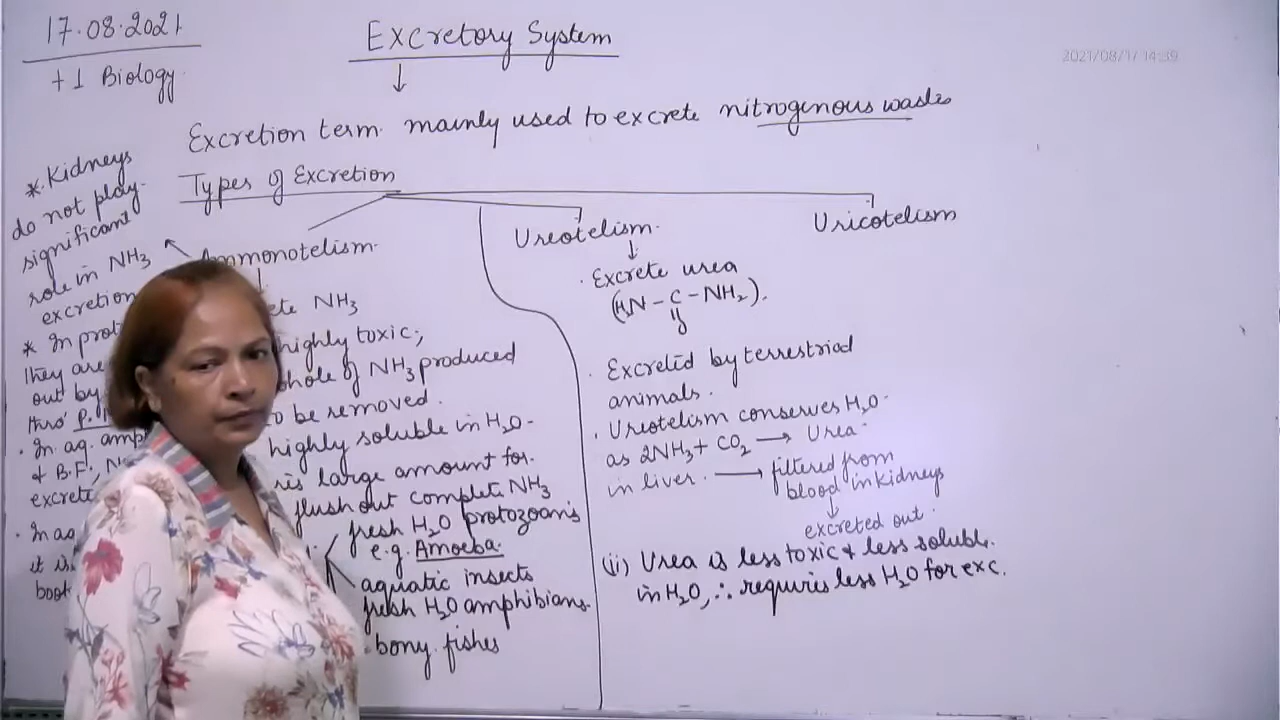 17.08.2021
+1 Biology
2021/08/17 14:39
Excretory System
↓
Excretion term mainly used to excrete nitrogenous wastes
Types of Excretion
* Kidneys
do not play
significant
role in NH3
excretion
* In
They are
out by
thro'
In aq.
& B.F,
it is
Ammonotelism
NH3
highly toxic;
of NH3 produced
to be removed.
highly soluble in H2O
large amount for
flush out complete NH3
fresh H2O protozoans
e.g. Amoeba.
aquatic insects
fresh H2O amphibians
bony fishes
Ureotelism
↓
Excrete urea
(HN - C - NH2).
Excreted by terrestrial
animals.
Ureotelism conserves H2O
as 2NH3 + CO2 → Urea
in liver. → filtered from
blood in kidneys
↓
excreted out.
(ii) Urea is less toxic & less soluble
in H2O, ∴ requires less H2O for exc.
Uricotelism